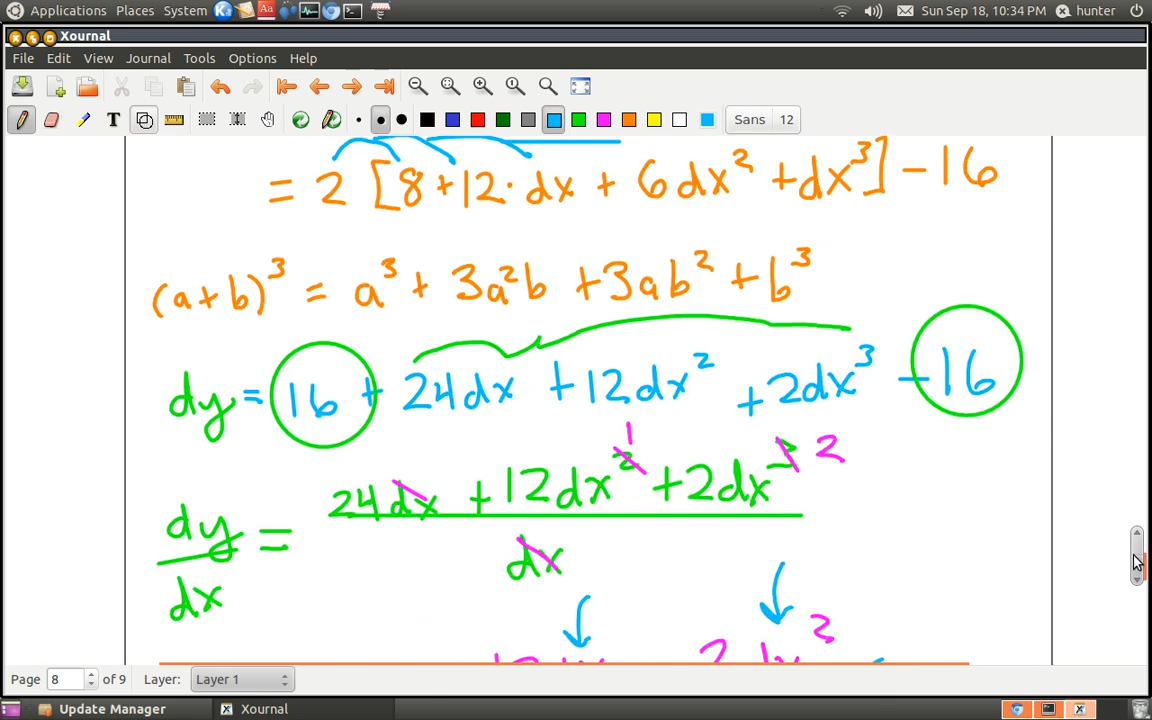 Applications Places System Aa Sun Sep 18, 10:34 PM hunter
Xournal
File Edit View Journal Tools Options Help
T Sans 12
= 2 [8+12·dx + 6dx² +dx³] -16
(a+b)³ = a³ + 3a²b +3ab² +b³
dy = 16 + 24dx +12dx² +2dx³ -16
1
24dx +12dx² +2dx³ 2
dy/dx =
dx
2
Page 8 of 9 Layer: Layer 1
Update Manager Xournal